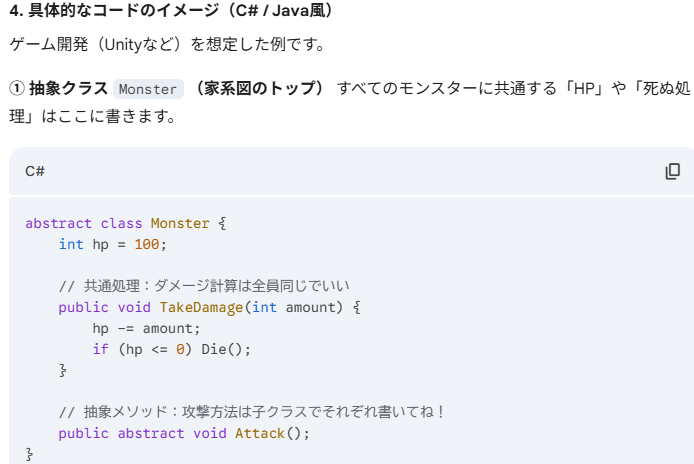 4. 具体的なコードのイメージ（C# / Java風）
ゲーム開発（Unityなど）を想定した例です。
① 抽象クラス Monster （家系図のトップ） すべてのモンスターに共通する「HP」や「死ぬ処
理」はここに書きます。
C#
abstract class Monster {
    int hp = 100;
    // 共通処理：ダメージ計算は全員同じでいい
    public void TakeDamage(int amount) {
        hp -= amount;
        if (hp <= 0) Die();
    }
    // 抽象メソッド：攻撃方法は子クラスでそれぞれ書いてね！
    public abstract void Attack();
}